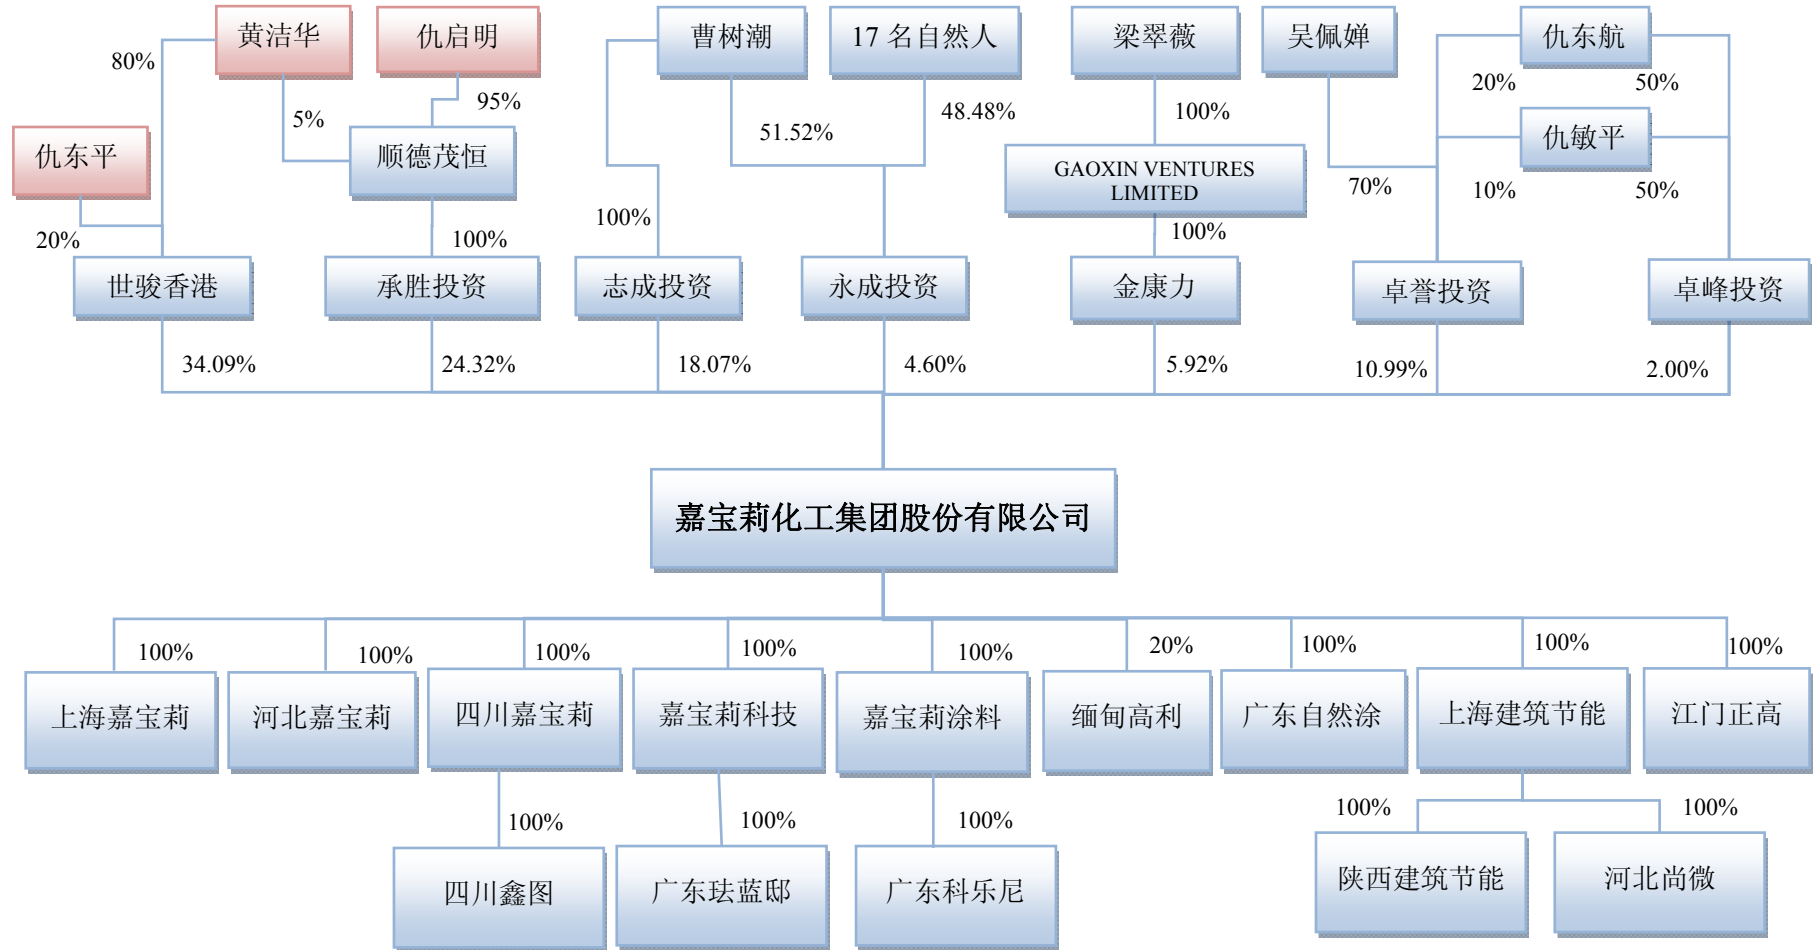 黄洁华
仇启明
曹树潮
17 名自然人
梁翠薇
吴佩婵
仇东航
80%
5%
95%
51.52%
48.48%
100%
20%
50%
仇东平
顺德茂恒
GAOXIN VENTURES
LIMITED
仇敏平
20%
100%
100%
100%
70%
10%
50%
世骏香港
承胜投资
志成投资
永成投资
金康力
卓誉投资
卓峰投资
34.09%
24.32%
18.07%
4.60%
5.92%
10.99%
2.00%
嘉宝莉化工集团股份有限公司
100%
100%
100%
100%
100%
20%
100%
100%
100%
上海嘉宝莉
河北嘉宝莉
四川嘉宝莉
嘉宝莉科技
嘉宝莉涂料
缅甸高利
广东自然涂
上海建筑节能
江门正高
100%
100%
100%
100%
100%
四川鑫图
广东珐蓝邸
广东科乐尼
陕西建筑节能
河北尚微